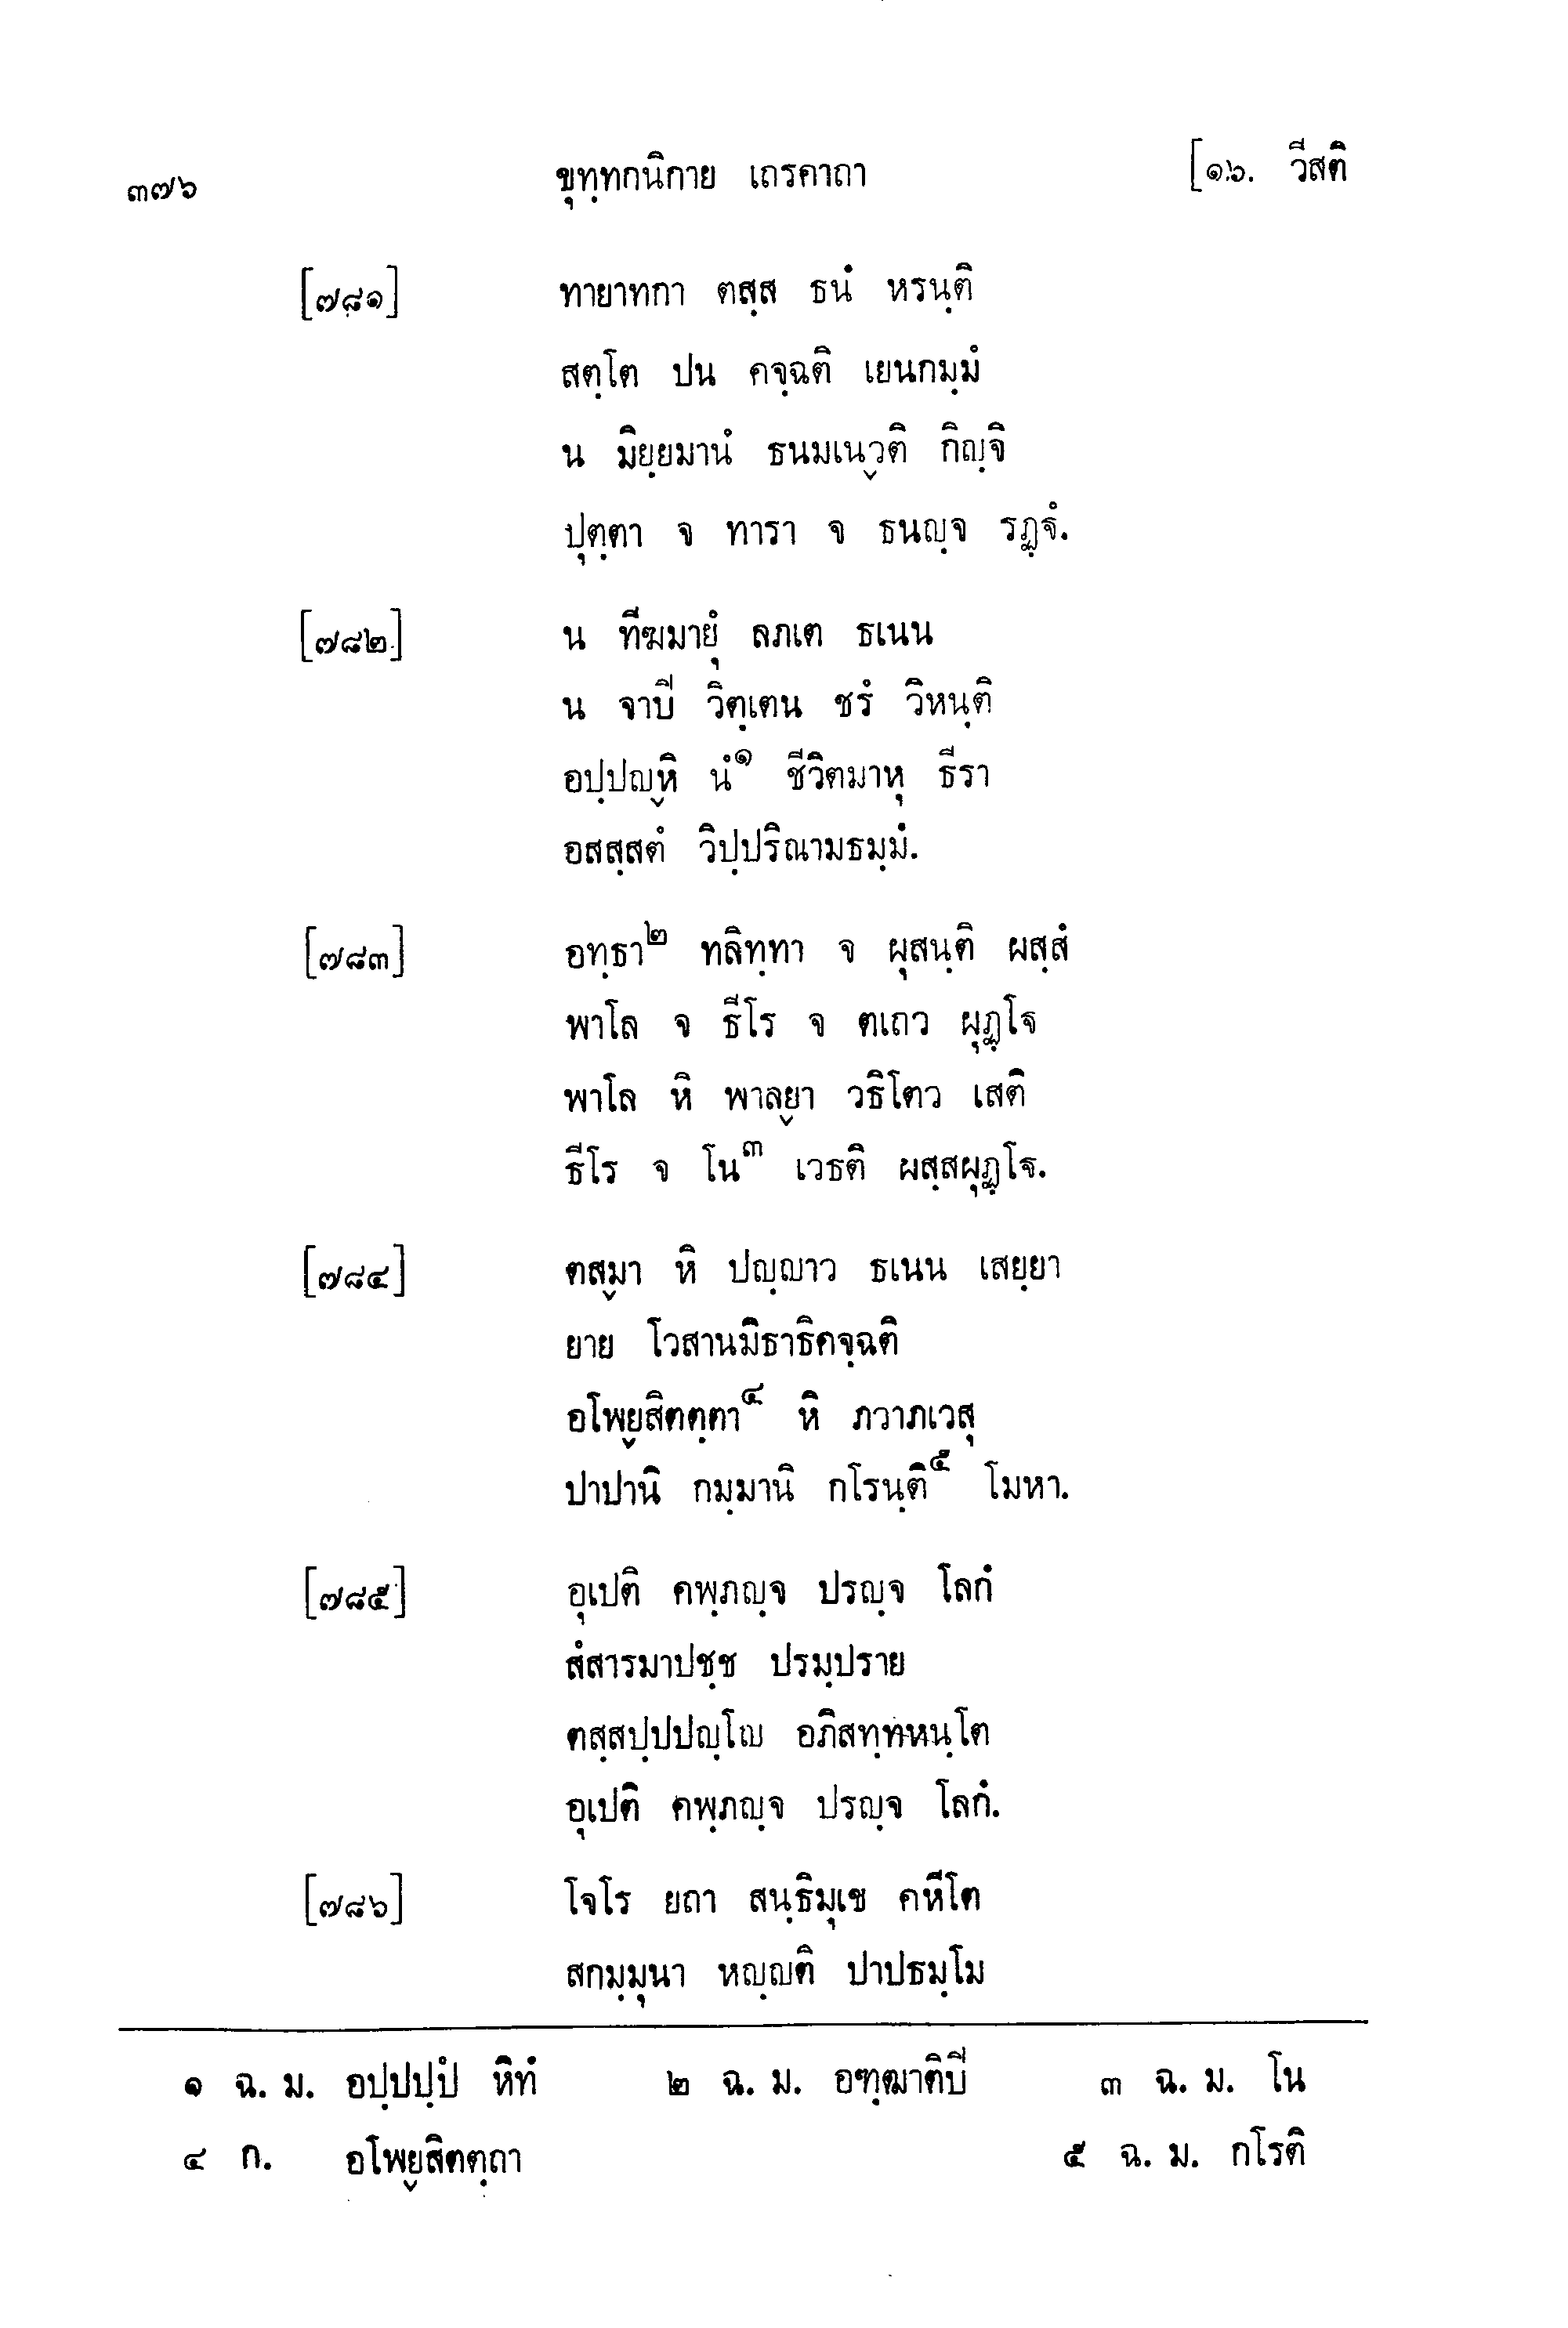 ๓๗๖ ขุทฺทกนิกาย เถรคาถา [๑๖. วีสติ
[๗๘๑] ทายาทกา ตสฺส ธนํ หรนฺติ
สตฺโต ปน คจฺฉติ เยนกมฺมํ
น มิยฺยมานํ ธนมเนฺวติ กิญฺจิ
ปุตฺตา จ ทารา จ ธนญฺจ รฏฺฐํ.
[๗๘๒] น ทีฆมายุํ ลภเต ธเนน
น จาปิ วิตฺเตน ชรํ วิหนฺติ
อปฺปญฺหิ นํ๑ ชีวิตมาหุ ธีรา
อสสฺสตํ วิปฺปริณามธมฺมํ.
[๗๘๓] อทฺธา๒ ทลิทฺทา จ ผุสนฺติ ผสฺสํ
พาโล จ ธีโร จ ตเถว ผุฏฺโฐ
พาโล หิ พาลฺยา วธิโตว เสติ
ธีโร จ โน๓ เวธติ ผสฺสผุฏฺโฐ.
[๗๘๔] ตสฺมา หิ ปญฺญาว ธเนน เสยฺยา
ยาย โวสานมิธาธิคจฺฉติ
อโพฺยสิตตฺตา๔ หิ ภวาภเวสุ
ปาปานิ กมฺมานิ กโรนฺติ๕ โมหา.
[๗๘๕] อุเปติ คพฺภญฺจ ปรญฺจ โลกํ
สํสารมาปชฺช ปรมฺปราย
ตสฺสปฺปปญฺโญ อภิสทฺทหนฺโต
อุเปติ คพฺภญฺจ ปรญฺจ โลกํ.
[๗๘๖] โจโร ยถา สนฺธิมุเข คหีโต
สกมฺมุนา หญฺญติ ปาปธมฺโม
๑ ฉ. ม. อปฺปปฺปํ หิทํ ๒ ฉ. ม. อฑฺฒาติปิ ๓ ฉ. ม. โน
๔ ก. อโพฺยสิตตฺถา ๕ ฉ. ม. กโรติ